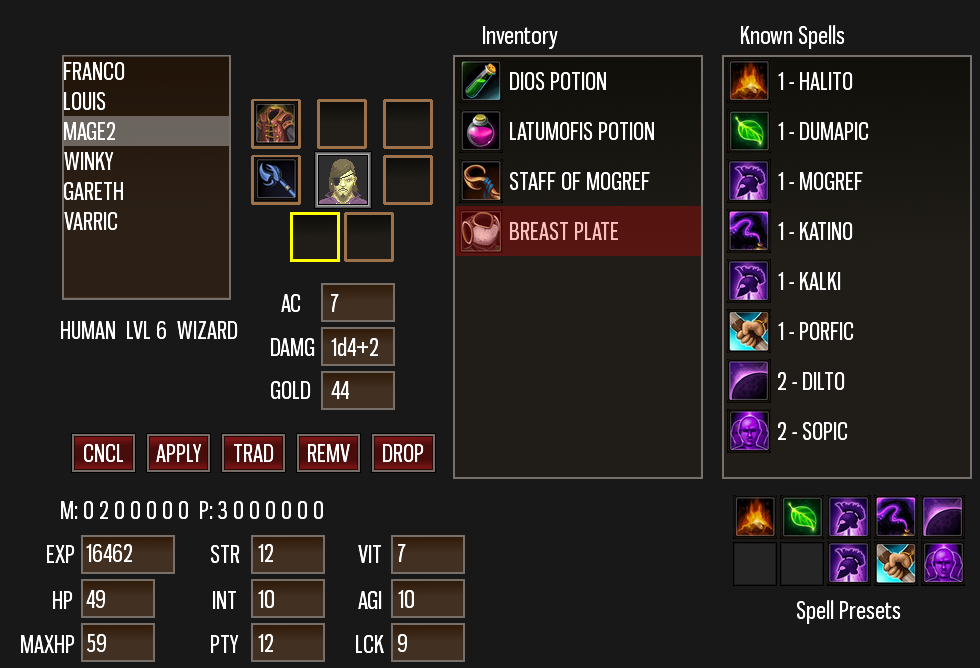 Inventory
Known Spells
FRANCO
LOUIS
MAGE2
WINKY
GARETH
VARRIC
HUMAN LVL 6 WIZARD
AC 7
DAMG 1d4+2
GOLD 44
DIOS POTION
LATUMOFIS POTION
STAFF OF MOGREF
BREAST PLATE
1 - HALITO
1 - DUMAPIC
1 - MOGREF
1 - KATINO
1 - KALKI
1 - PORFIC
2 - DILTO
2 - SOPIC
CNCL APPLY TRAD REMV DROP
M: 0 2 0 0 0 0 0 P: 3 0 0 0 0 0 0
EXP 16462 STR 12 VIT 7
HP 49 INT 10 AGI 10
MAXHP 59 PTY 12 LCK 9
Spell Presets